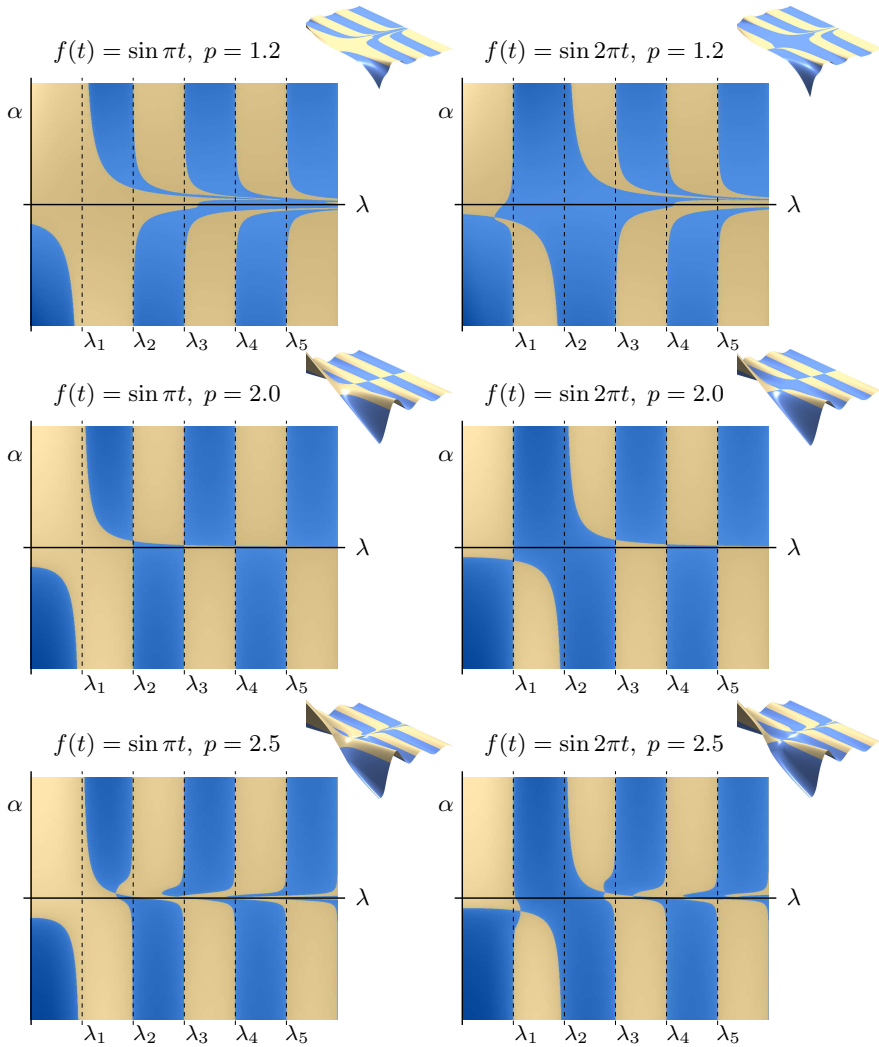 f(t) = sin πt, p = 1.2
f(t) = sin 2πt, p = 1.2
α
λ
α
λ
λ₁ λ₂ λ₃ λ₄ λ₅
λ₁ λ₂ λ₃ λ₄ λ₅
f(t) = sin πt, p = 2.0
f(t) = sin 2πt, p = 2.0
α
λ
α
λ
λ₁ λ₂ λ₃ λ₄ λ₅
λ₁ λ₂ λ₃ λ₄ λ₅
f(t) = sin πt, p = 2.5
f(t) = sin 2πt, p = 2.5
α
λ
α
λ
λ₁ λ₂ λ₃ λ₄ λ₅
λ₁ λ₂ λ₃ λ₄ λ₅